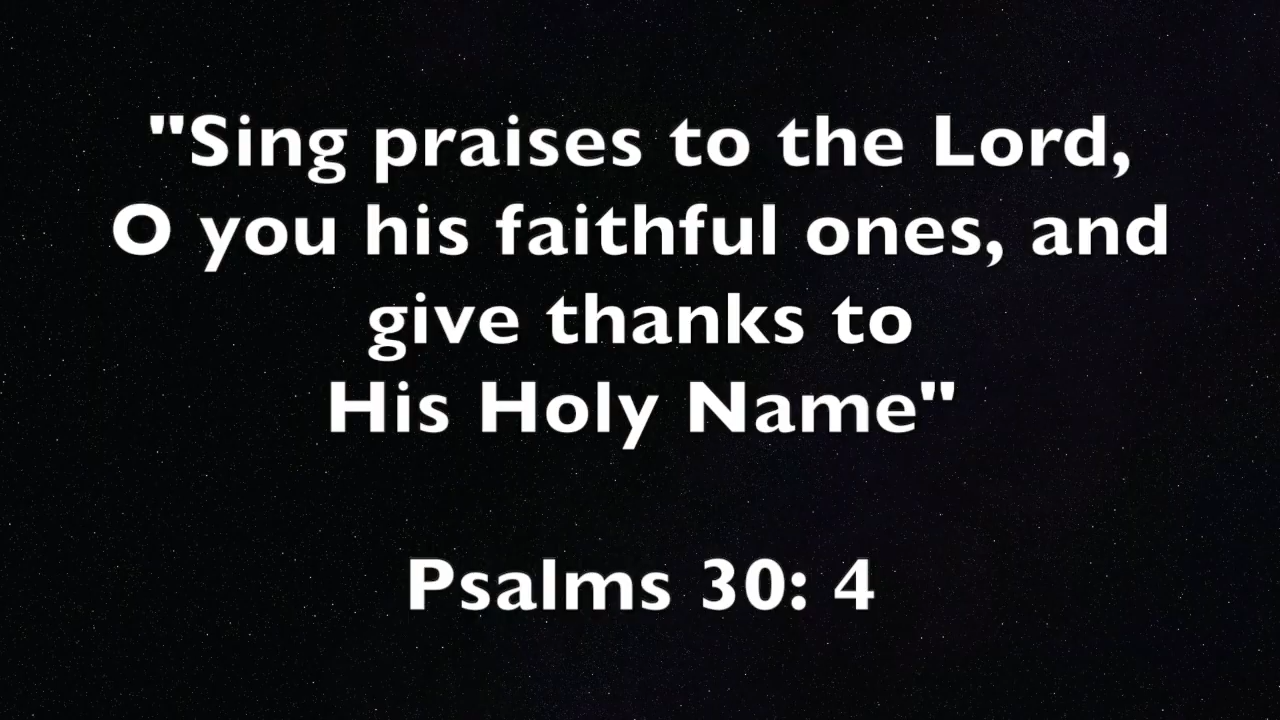 "Sing praises to the Lord,
O you his faithful ones, and
give thanks to
His Holy Name"
Psalms 30: 4